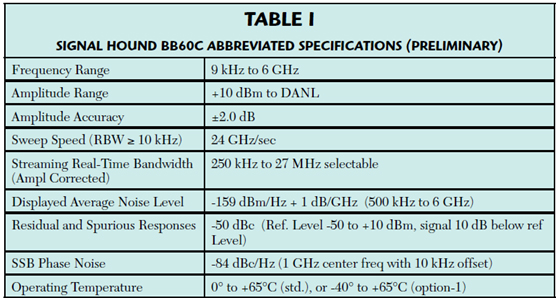 TABLE I
SIGNAL HOUND BB60C ABBREVIATED SPECIFICATIONS (PRELIMINARY)
Frequency Range 9 kHz to 6 GHz
Amplitude Range +10 dBm to DANL
Amplitude Accuracy ±2.0 dB
Sweep Speed (RBW ≥ 10 kHz) 24 GHz/sec
Streaming Real-Time Bandwidth 250 kHz to 27 MHz selectable
(Ampl Corrected)
Displayed Average Noise Level -159 dBm/Hz + 1 dB/GHz (500 kHz to 6 GHz)
Residual and Spurious Responses -50 dBc (Ref. Level -50 to +10 dBm, signal 10 dB below ref
Level)
SSB Phase Noise -84 dBc/Hz (1 GHz center freq with 10 kHz offset)
Operating Temperature 0° to +65°C (std.), or -40° to +65°C (option-1)